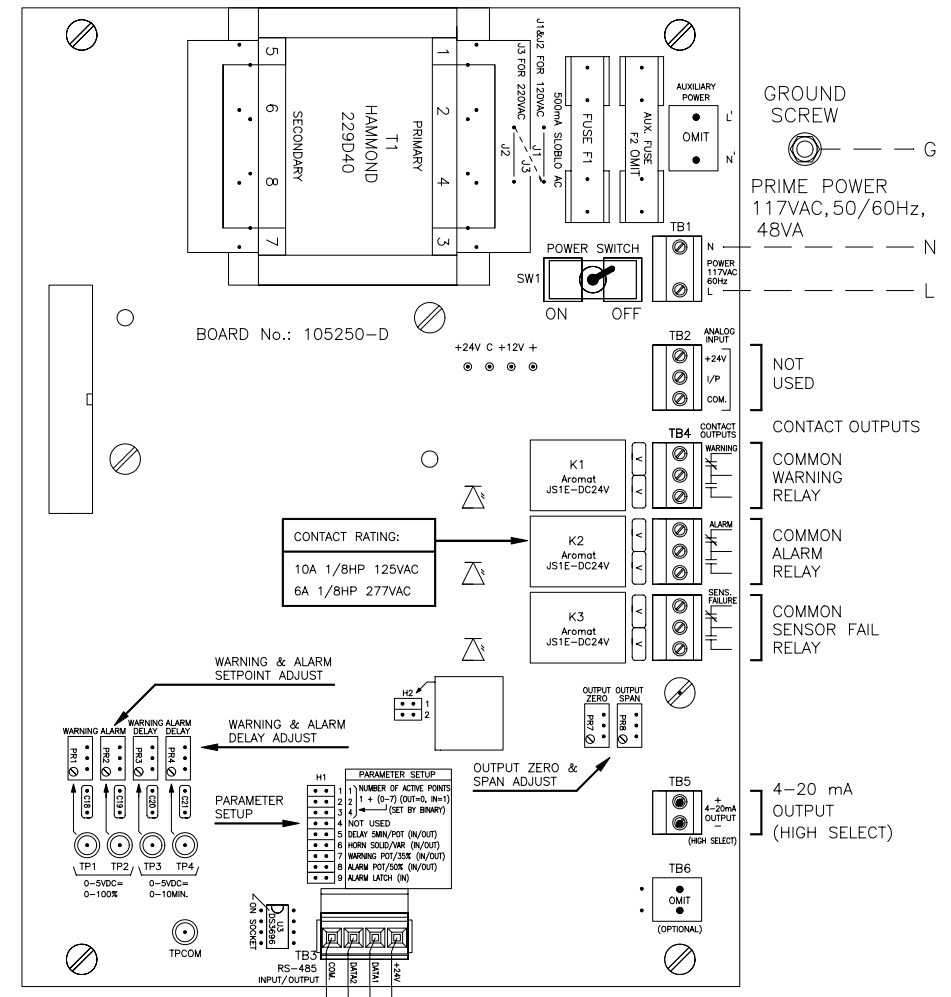 5
6
8
7
SECONDARY
T1
HAMMOND
229D40
PRIMARY
1
2
4
3
J1&J2 FOR 120VAC
J3 FOR 220VAC
J1
J3
J2
500mA SLOBLO AC
FUSE F1
AUX. FUSE
F2 OMIT
AUXILIARY
POWER
L'
OMIT
N'
GROUND
SCREW
G
PRIME POWER
117VAC, 50/60Hz,
48VA
TB1
N
POWER
117VAC
60Hz
L
N
L
POWER SWITCH
SW1
ON OFF
BOARD No.: 105250-D
+24V C +12V +
TB2
ANALOG
INPUT
+24V
I/P
COM.
NOT
USED
TB4
CONTACT
OUTPUTS
CONTACT OUTPUTS
K1
Aromat
JS1E-DC24V
V
V
WARNING
COMMON
WARNING
RELAY
CONTACT RATING:
10A 1/8HP 125VAC
6A 1/8HP 277VAC
K2
Aromat
JS1E-DC24V
V
V
ALARM
COMMON
ALARM
RELAY
K3
Aromat
JS1E-DC24V
V
V
SENS.
FAILURE
COMMON
SENSOR FAIL
RELAY
WARNING & ALARM
SETPOINT ADJUST
H2
1
2
OUTPUT ZERO
OUTPUT SPAN
PR7
PR8
WARNING & ALARM
DELAY ADJUST
WARNING
ALARM
WARNING DELAY
ALARM DELAY
PR1
PR2
PR3
PR4
C18
C19
C20
C21
TP1 TP2 TP3 TP4
0-5VDC=
0-100%
0-5VDC=
0-10MIN.
TPCOM
OUTPUT ZERO &
SPAN ADJUST
PARAMETER
SETUP
H1
PARAMETER SETUP
1 1 NUMBER OF ACTIVE POINTS
2 2 1 + (0-7) (OUT=0, IN=1)
3 4 (SET BY BINARY)
4 NOT USED
5 DELAY 5MIN/POT (IN/OUT)
6 HORN SOLID/VAR (IN/OUT)
7 WARNING POT/35% (IN/OUT)
8 ALARM POT/50% (IN/OUT)
9 ALARM LATCH (IN)
TB5
+
4-20mA
OUTPUT
-
(HIGH SELECT)
4-20 mA
OUTPUT
(HIGH SELECT)
TB6
OMIT
(OPTIONAL)
U3
DS3696
ON SOCKET
TB3
RS-485
INPUT/OUTPUT
COM.
DATA2
DATA1
+24V